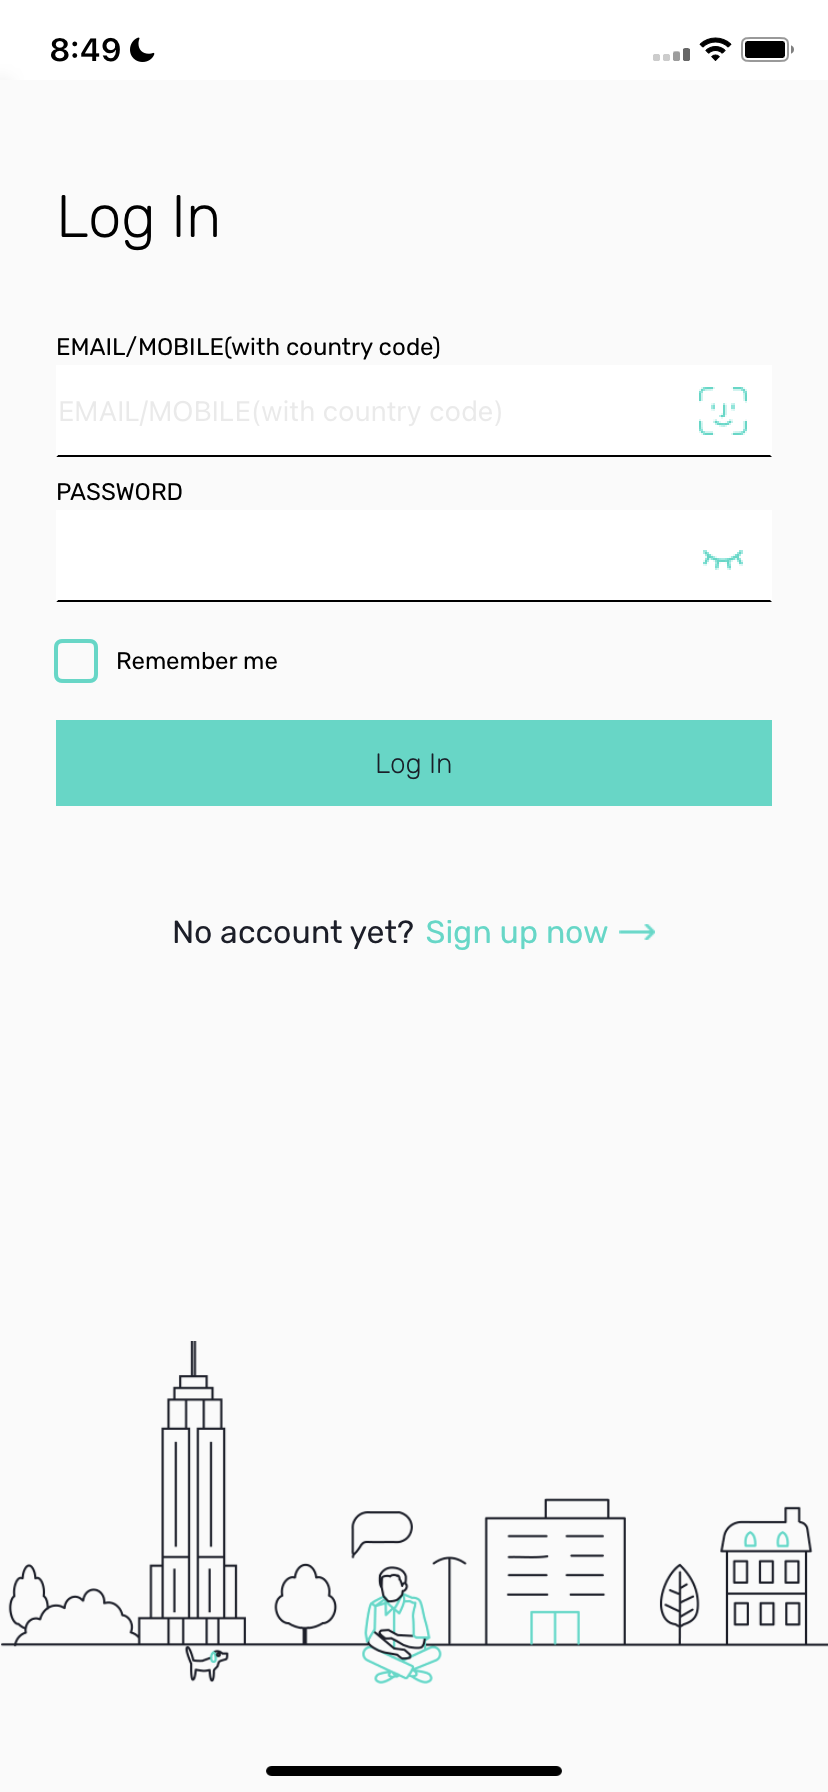 8:49
Log In
EMAIL/MOBILE(with country code)
EMAIL/MOBILE(with country code)
PASSWORD
Remember me
Log In
No account yet? Sign up now →